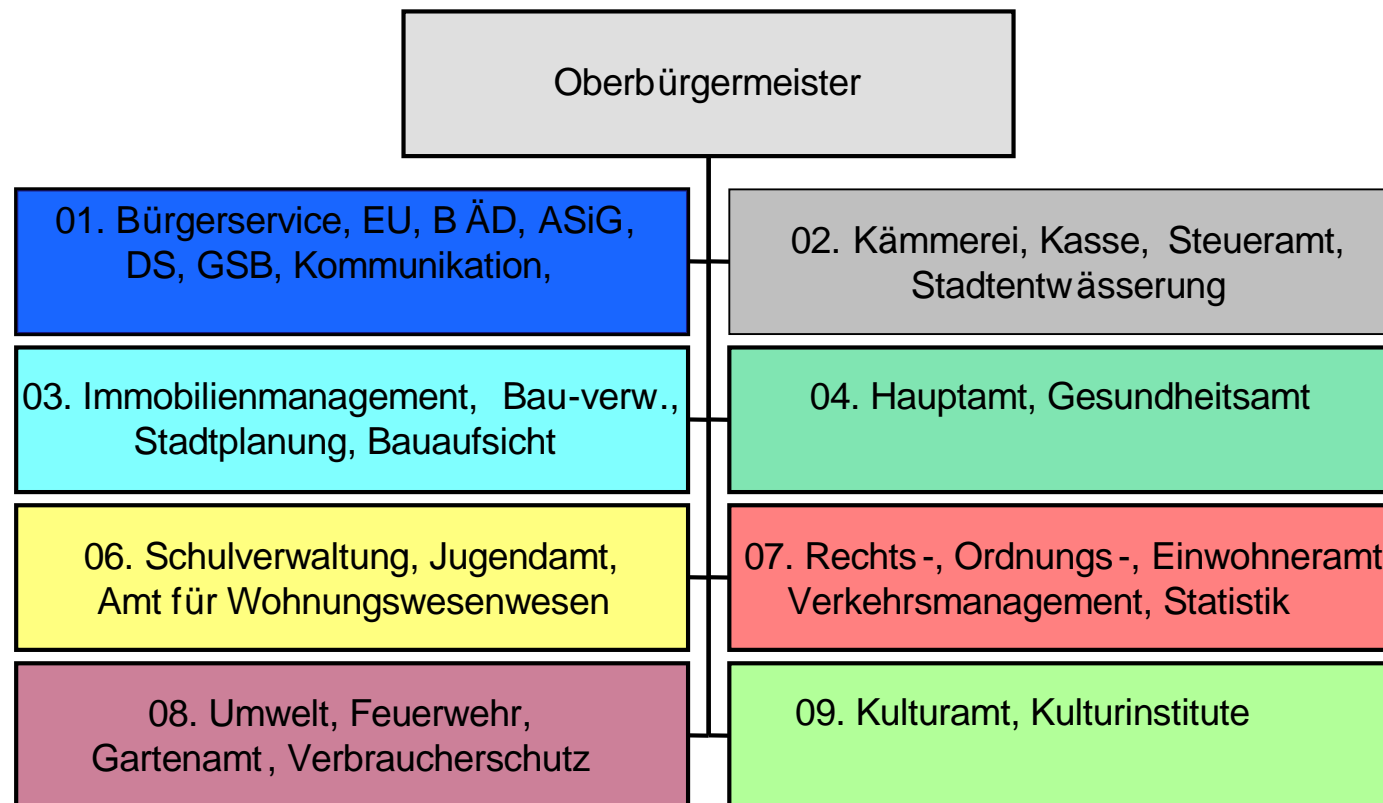 Oberbürgermeister
01. Bürgerservice, EU, B ÄD, ASiG,
DS, GSB, Kommunikation,
02. Kämmerei, Kasse, Steueramt,
Stadtentwässerung
03. Immobilienmanagement, Bau-verw.,
Stadtplanung, Bauaufsicht
04. Hauptamt, Gesundheitsamt
06. Schulverwaltung, Jugendamt,
Amt für Wohnungswesenwesen
07. Rechts-, Ordnungs-, Einwohneramt
Verkehrsmanagement, Statistik
08. Umwelt, Feuerwehr,
Gartenamt, Verbraucherschutz
09. Kulturamt, Kulturinstitute